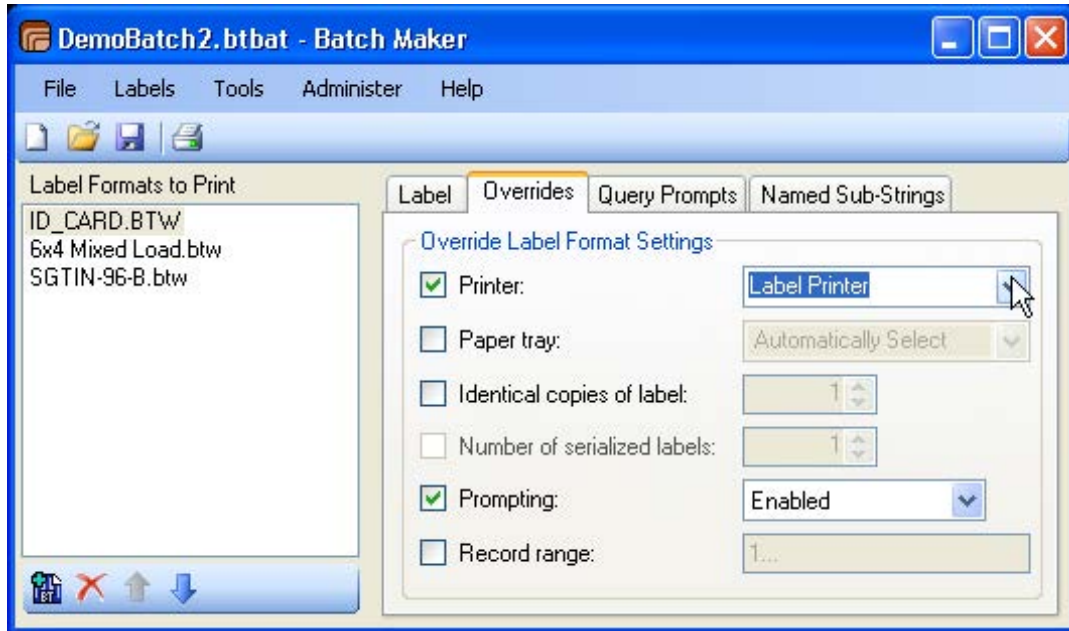 DemoBatch2.btbat - Batch Maker
File Labels Tools Administer Help
Label Formats to Print
ID_CARD.BTW
6x4 Mixed Load.btw
SGTIN-96-B.btw
Label Overrides Query Prompts Named Sub-Strings
Override Label Format Settings
Printer: Label Printer
Paper tray: Automatically Select
Identical copies of label: 1
Number of serialized labels: 1
Prompting: Enabled
Record range: 1...
BT